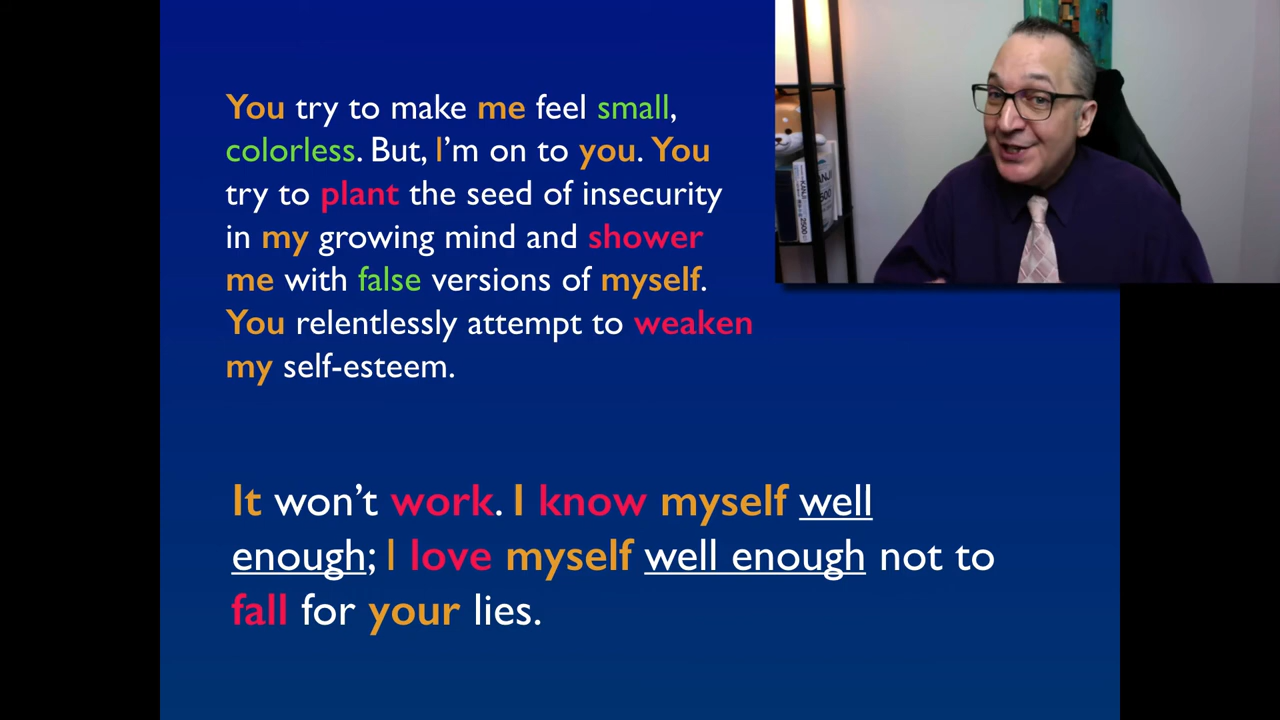 You try to make me feel small,
colorless. But, I'm on to you. You
try to plant the seed of insecurity
in my growing mind and shower
me with false versions of myself.
You relentlessly attempt to weaken
my self-esteem.
It won't work. I know myself well
enough; I love myself well enough not to
fall for your lies.
KANJI
2500